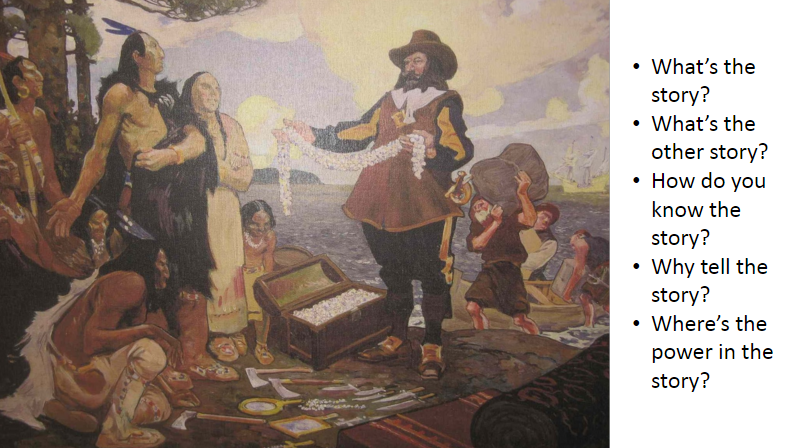 • What’s the
story?
• What’s the
other story?
• How do you
know the
story?
• Why tell the
story?
• Where’s the
power in the
story?